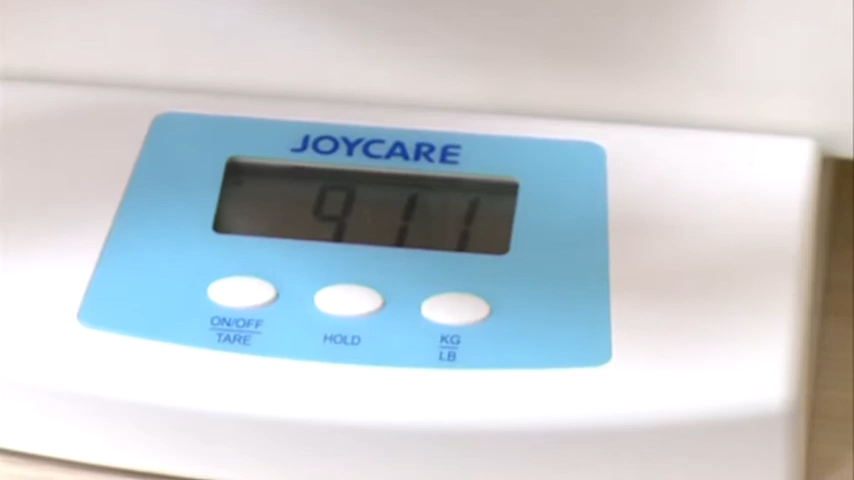 JOYCARE
911
ON/OFF
TARE
HOLD
KG
LB